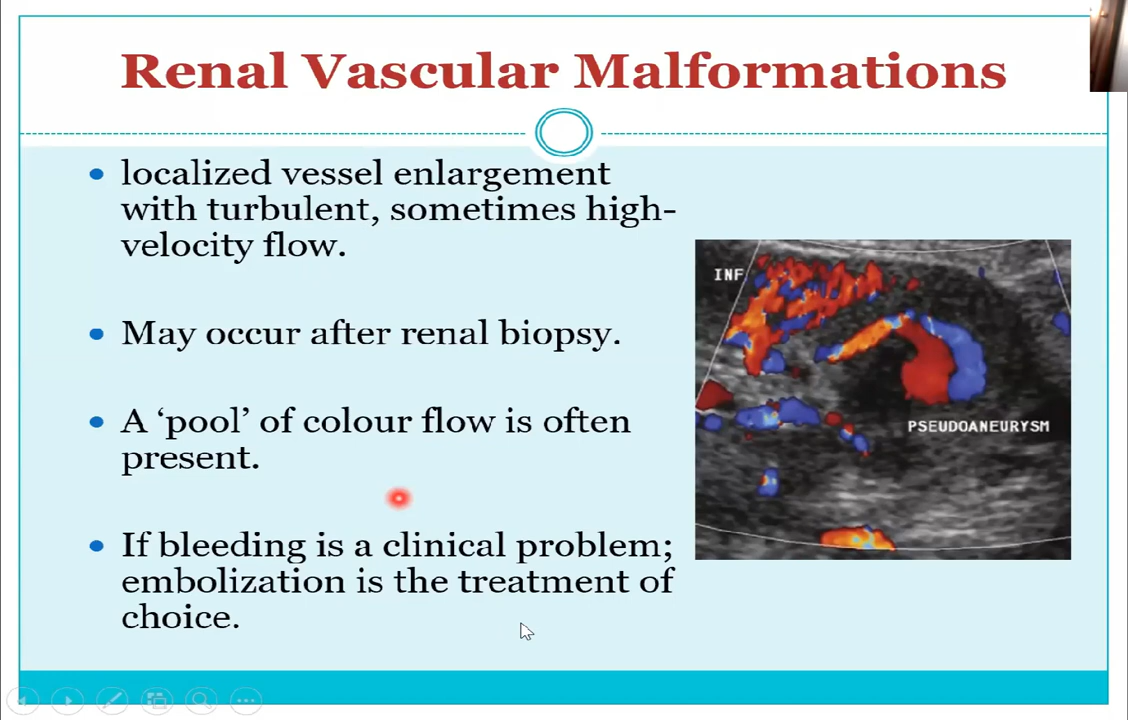 Renal Vascular Malformations
localized vessel enlargement
with turbulent, sometimes high-
velocity flow.
May occur after renal biopsy.
A ‘pool’ of colour flow is often
present.
If bleeding is a clinical problem;
embolization is the treatment of
choice.
INF
PSEUDOANEURYSM